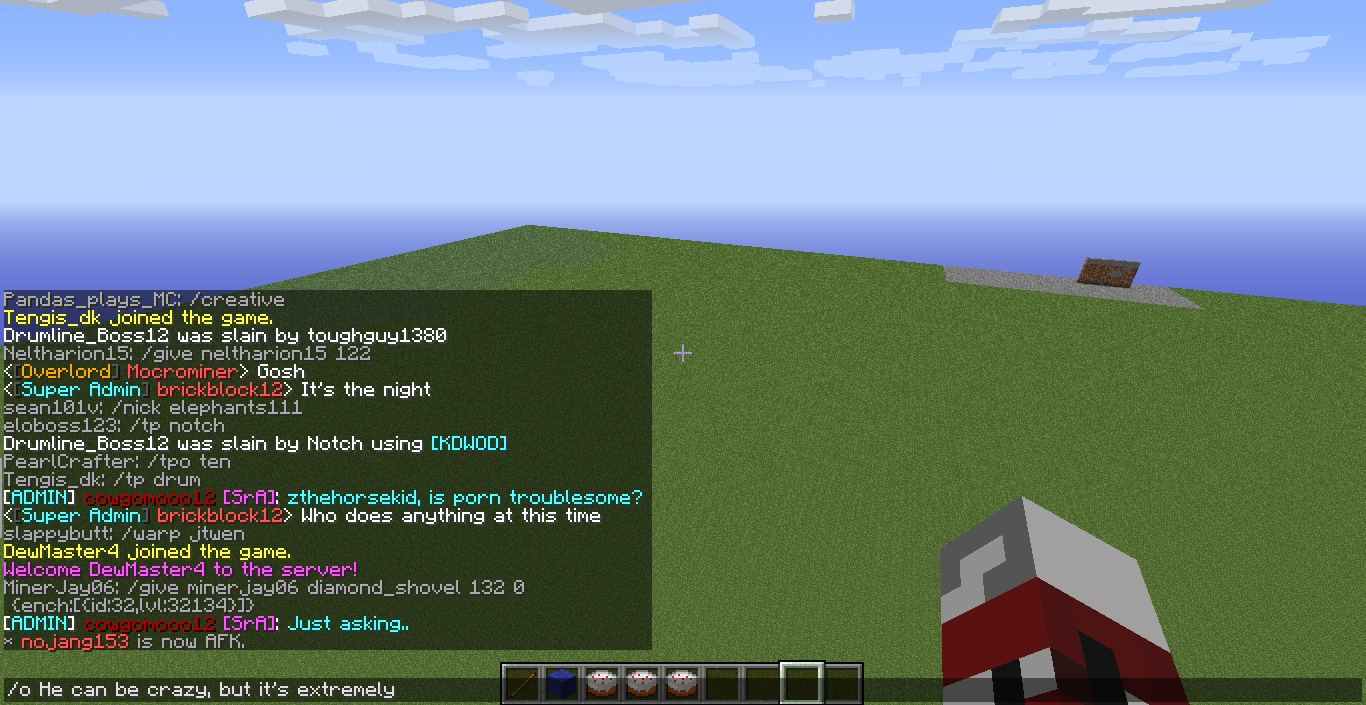 Pandas_plays_MC: /creative
Tengis_dk joined the game.
Drumline_Boss12 was slain by toughguy1380
Neltharion15: /give neltharion15 122
<[Overlord] Mocrominer> Gosh
<[Super Admin] brickblock12> It's the night
sean101v: /nick elephants111
eloboss123: /tp notch
Drumline_Boss12 was slain by Notch using [KDWOD]
PearlCrafter: /tpo ten
Tengis_dk: /tp drum
[ADMIN] cowgomooo12 [SrA]: zthehorsekid, is porn troublesome?
<[Super Admin] brickblock12> Who does anything at this time
slappybutt: /warp jtwen
DewMaster4 joined the game.
Welcome DewMaster4 to the server!
MinerJay06: /give minerjay06 diamond_shovel 132 0
{ench:[{id:32,lvl:32134}]}
[ADMIN] cowgomooo12 [SrA]: Just asking..
* nojang153 is now AFK.
/o He can be crazy, but it's extremely